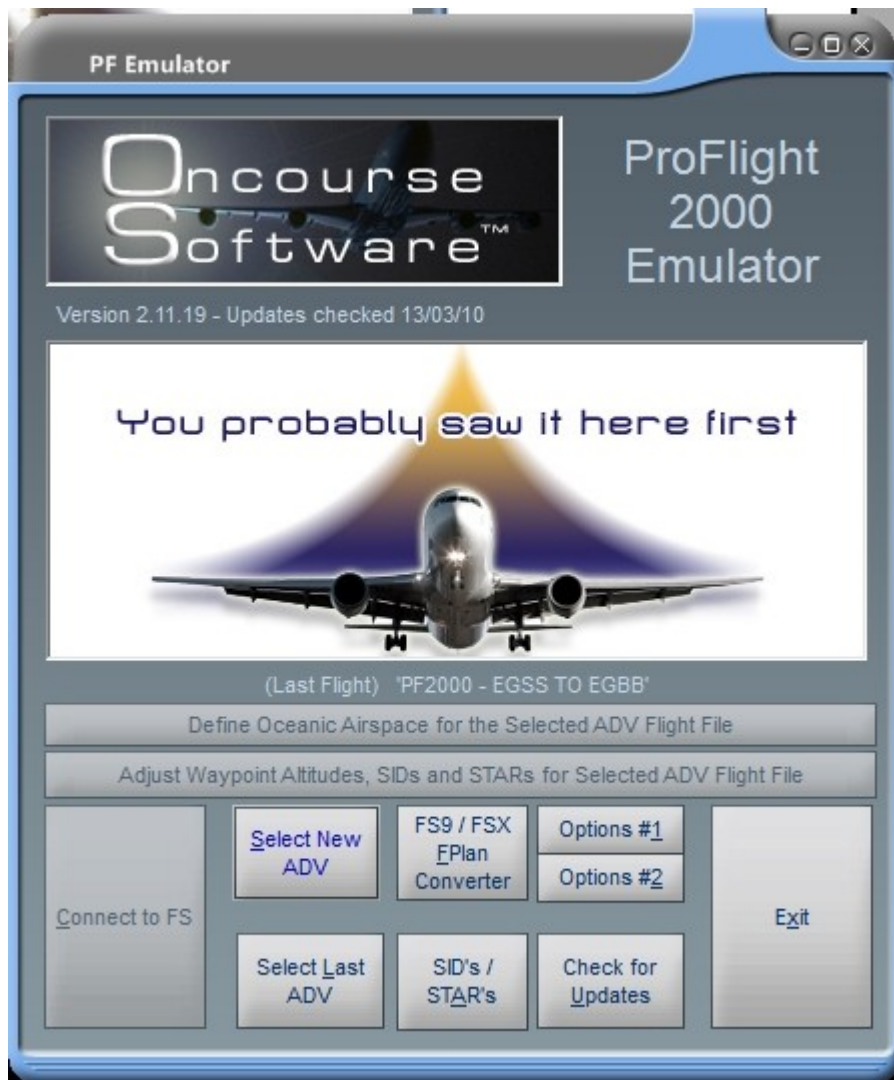 PF Emulator
Oncourse
Software™
ProFlight
2000
Emulator
Version 2.11.19 - Updates checked 13/03/10
You probably saw it here first
(Last Flight) 'PF2000 - EGSS TO EGBB'
Define Oceanic Airspace for the Selected ADV Flight File
Adjust Waypoint Altitudes, SIDs and STARs for Selected ADV Flight File
Connect to FS
Select New
ADV
FS9 / FSX
FPlan
Converter
Options #1
Options #2
Exit
Select Last
ADV
SID's /
STAR's
Check for
Updates